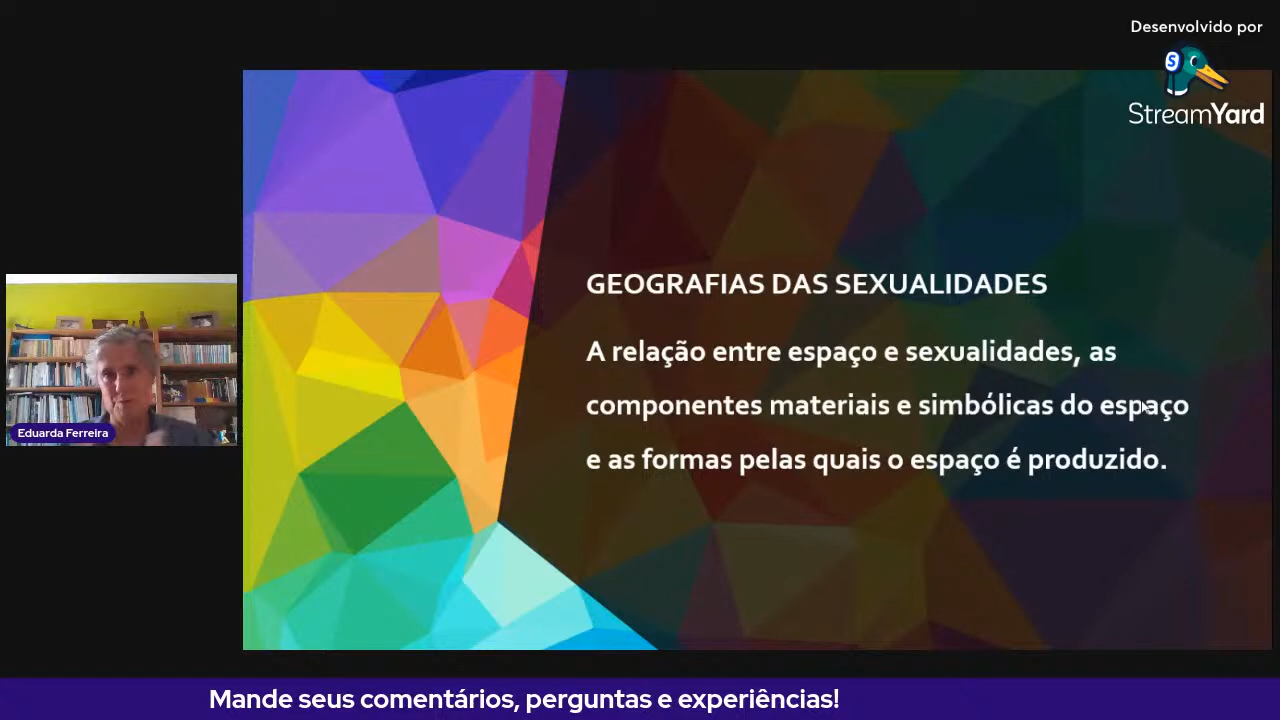 Desenvolvido por
S
StreamYard
GEOGRAFIAS DAS SEXUALIDADES
A relação entre espaço e sexualidades, as
componentes materiais e simbólicas do espaço
e as formas pelas quais o espaço é produzido.
Eduarda Ferreira
Mande seus comentários, perguntas e experiências!